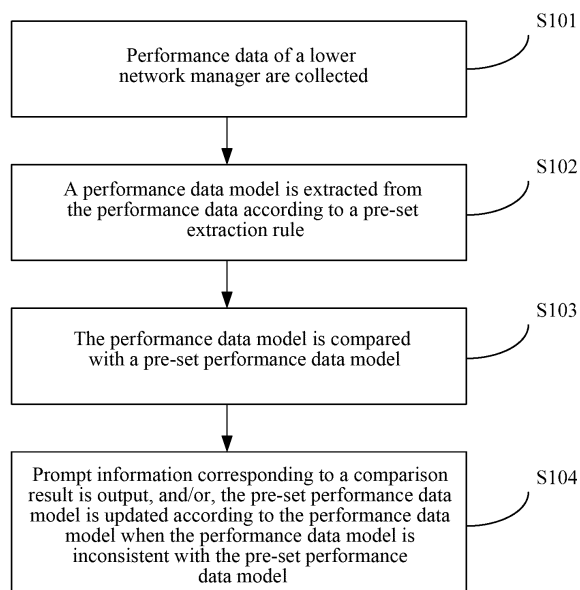 S101
Performance data of a lower
network manager are collected
S102
A performance data model is extracted from
the performance data according to a pre-set
extraction rule
S103
The performance data model is compared
with a pre-set performance data model
S104
Prompt information corresponding to a comparison
result is output, and/or, the pre-set performance data
model is updated according to the performance data
model when the performance data model is
inconsistent with the pre-set performance
data model